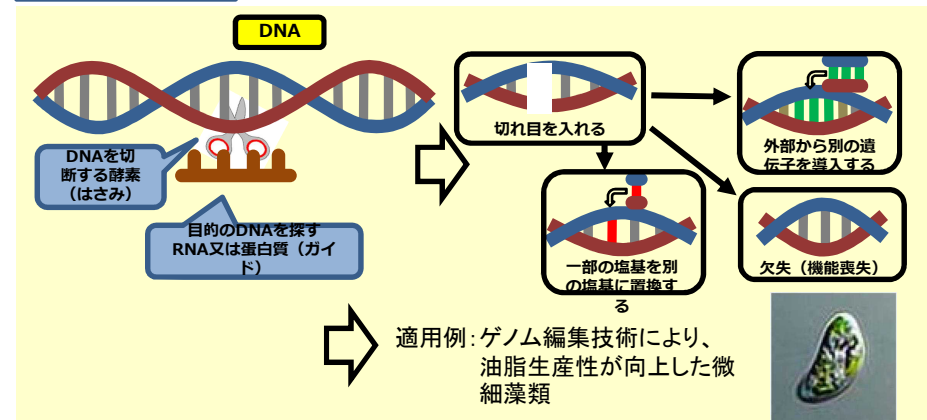 DNA
DNAを切
断する酵素
（はさみ）
目的のDNAを探す
RNA又は蛋白質（ガイ
ド）
切れ目を入れる
外部から別の遺
伝子を導入する
一部の塩基を別
の塩基に置換す
る
欠失（機能喪失）
適用例：ゲノム編集技術により、
油脂生産性が向上した微
細藻類